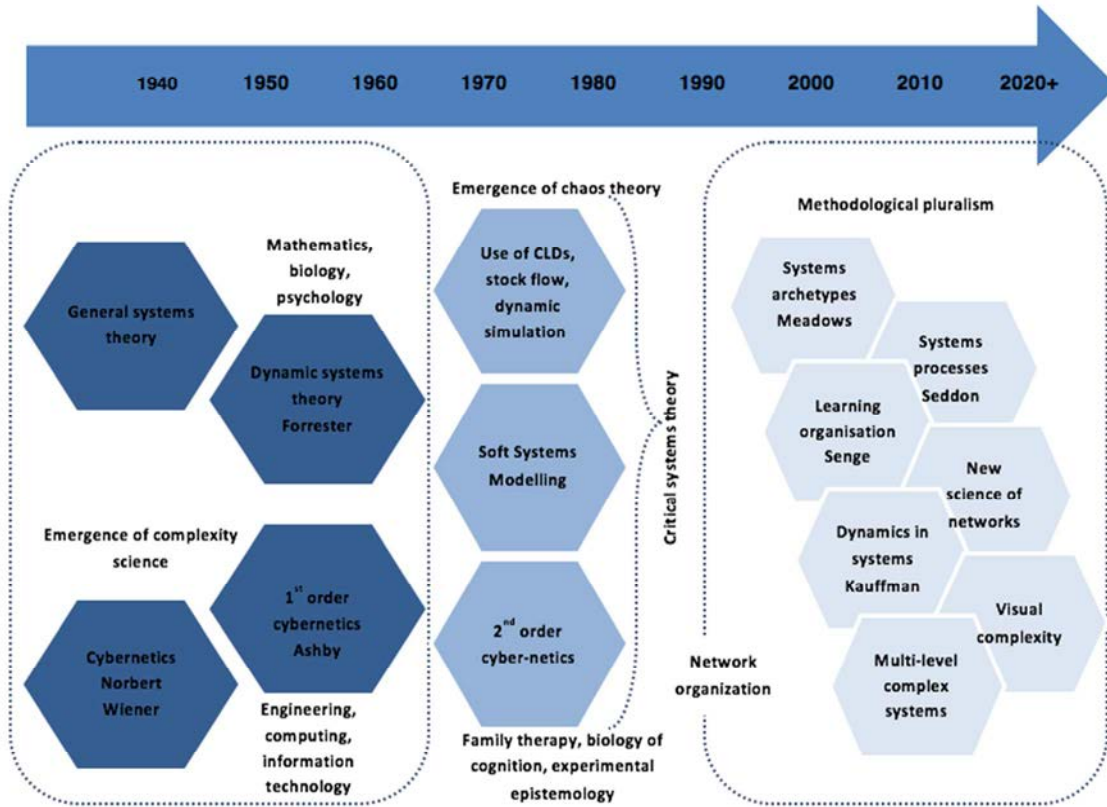 1940 1950 1960 1970 1980 1990 2000 2010 2020+
General systems
theory
Mathematics,
biology,
psychology
Dynamic systems
theory
Forrester
Emergence of complexity
science
Cybernetics
Norbert
Wiener
1st order
cybernetics
Ashby
Engineering,
computing,
information
technology
Emergence of chaos theory
Use of CLDs,
stock flow,
dynamic
simulation
Soft Systems
Modelling
2nd order
cyber-netics
Family therapy, biology of
cognition, experimental
epistemology
Critical systems theory
Network
organization
Methodological pluralism
Systems
archetypes
Meadows
Systems
processes
Seddon
Learning
organisation
Senge
New
science of
networks
Dynamics in
systems
Kauffman
Visual
complexity
Multi-level
complex
systems